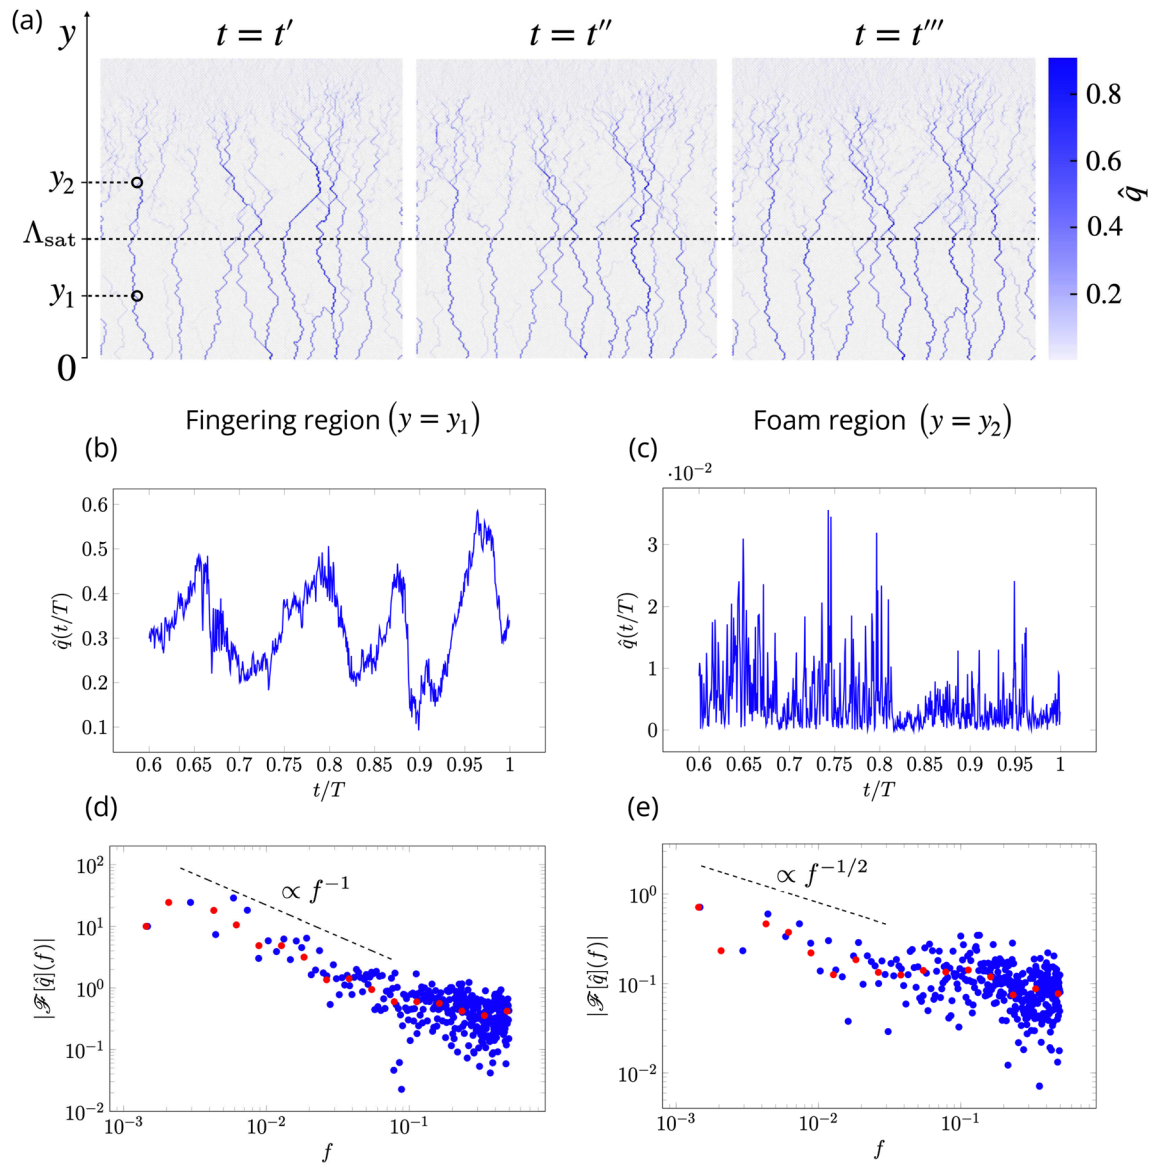 (a)
y
t = t′
t = t″
t = t‴
y₂
Λsat
y₁
0
0.8
0.6
0.4
0.2
q̂
Fingering region (y = y₁)
Foam region (y = y₂)
(b)
0.6
0.5
0.4
0.3
0.2
0.1
q̂(t/T)
0.6 0.65 0.7 0.75 0.8 0.85 0.9 0.95 1
t/T
(c)
·10⁻²
3
2
1
0
q̂(t/T)
0.6 0.65 0.7 0.75 0.8 0.85 0.9 0.95 1
t/T
(d)
10²
10¹
10⁰
10⁻¹
10⁻²
|ℱ[q̂](f)|
∝ f⁻¹
10⁻³ 10⁻² 10⁻¹
f
(e)
10⁰
10⁻¹
10⁻²
|ℱ[q̂](f)|
∝ f⁻¹/²
10⁻³ 10⁻² 10⁻¹
f